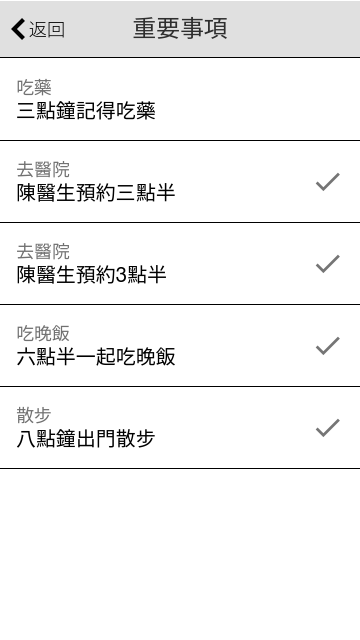 返回
重要事項
吃藥
三點鐘記得吃藥
去醫院
陳醫生預約三點半
去醫院
陳醫生預約3點半
吃晚飯
六點半一起吃晚飯
散步
八點鐘出門散步